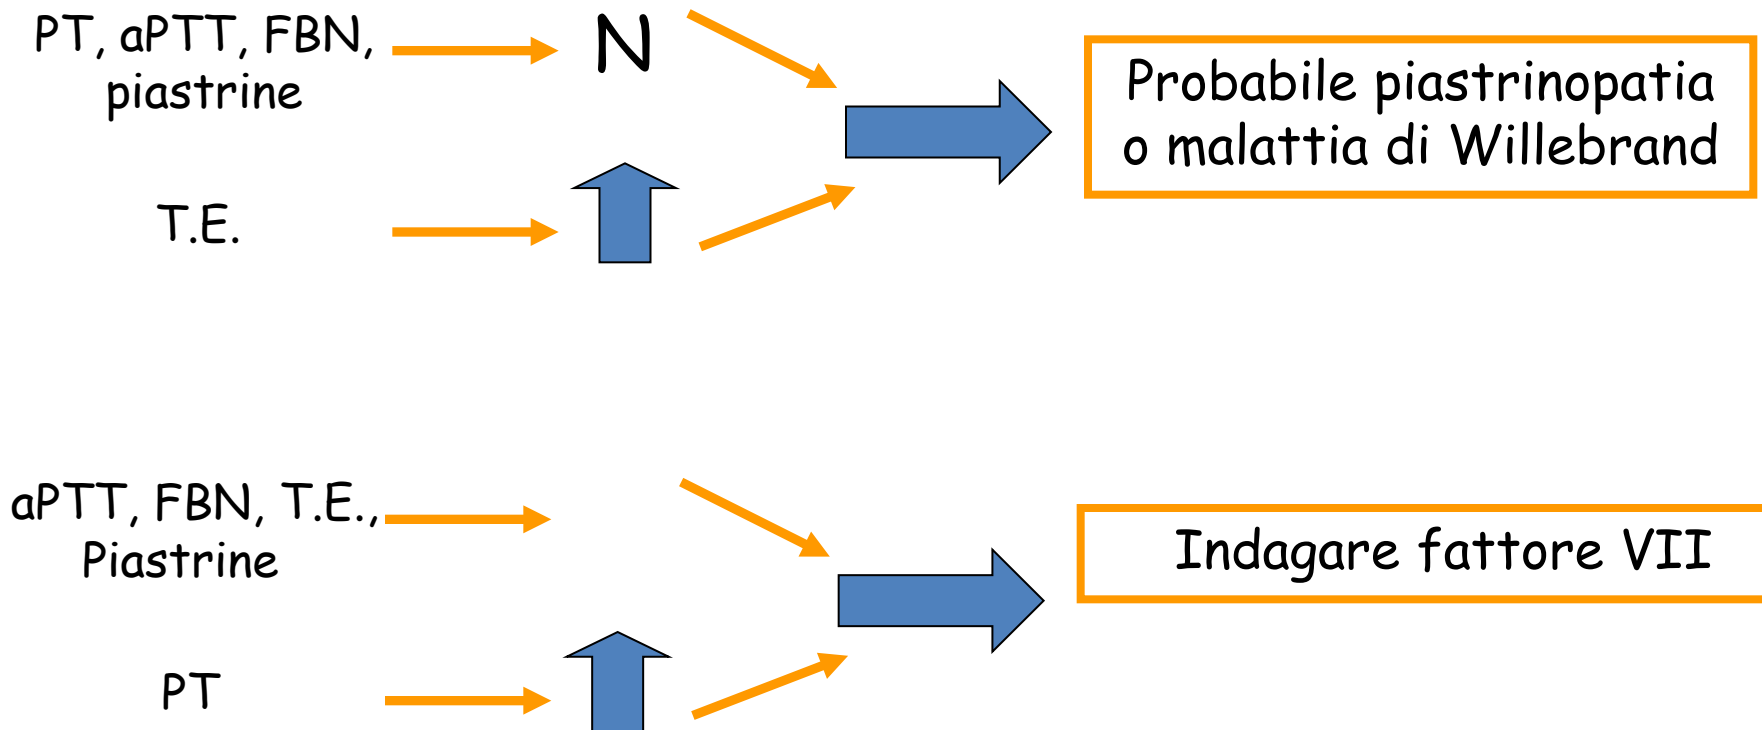 PT, aPTT, FBN,
piastrine
N
T.E.
Probabile piastrinopatia
o malattia di Willebrand
aPTT, FBN, T.E.,
Piastrine
PT
Indagare fattore VII